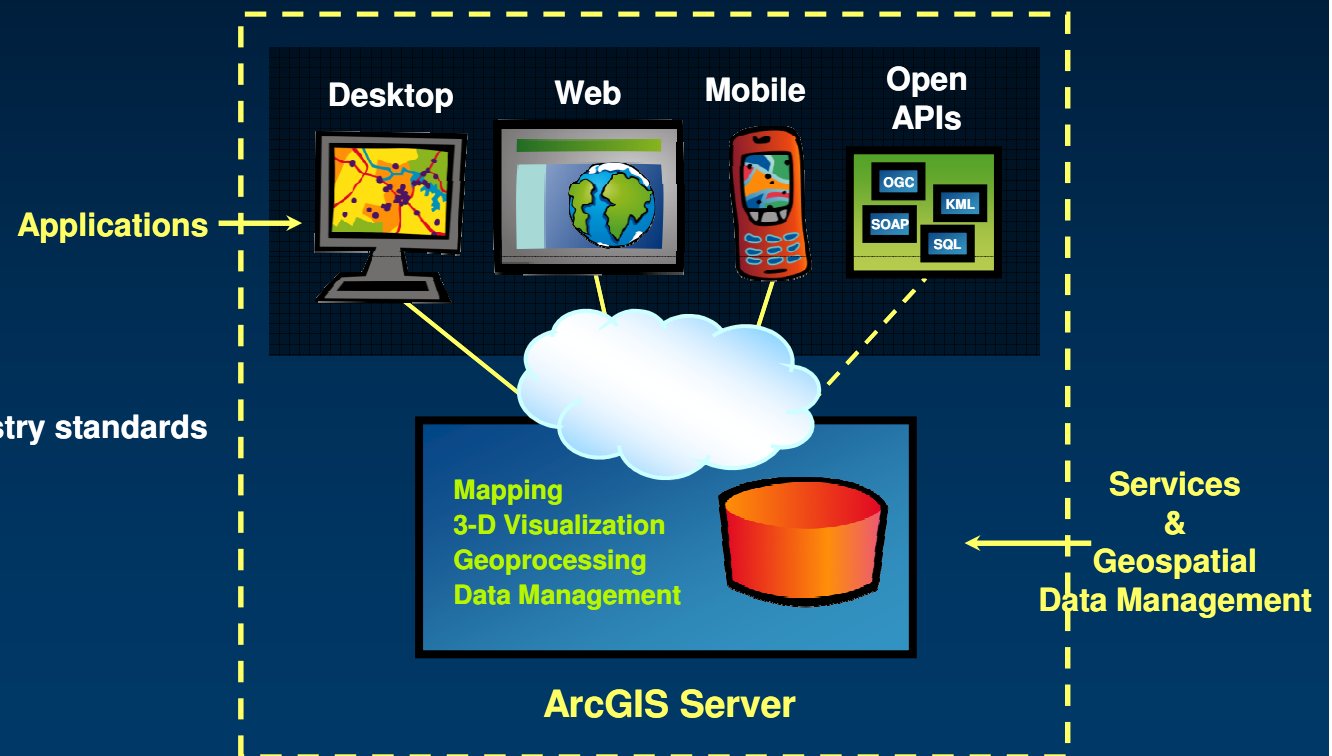 Desktop
Web
Mobile
Open
APIs
OGC
KML
SOAP
SQL
Applications
standards
Mapping
3-D Visualization
Geoprocessing
Data Management
Services
&
Geospatial
Data Management
ArcGIS Server